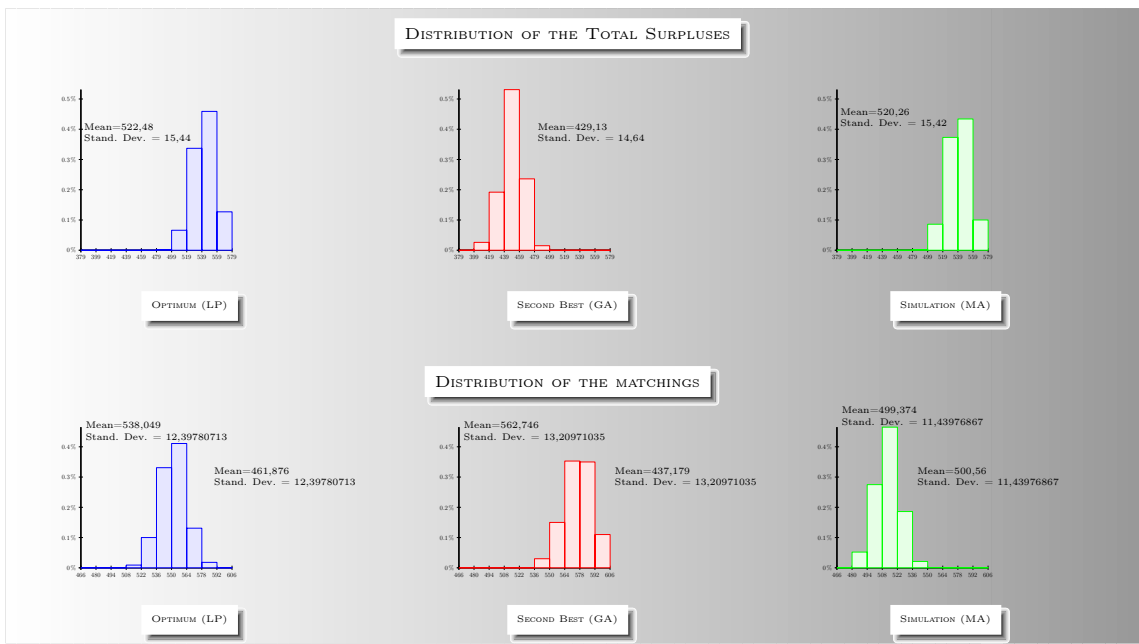 Distribution of the Total Surpluses
0.5%
0.4%
0.3%
0.2%
0.1%
0%
379 399 419 439 459 479 499 519 539 559 579
Mean=522,48
Stand. Dev. = 15,44
Optimum (LP)
0.5%
0.4%
0.3%
0.2%
0.1%
0%
379 399 419 439 459 479 499 519 539 559 579
Mean=429,13
Stand. Dev. = 14,64
Second Best (GA)
0.5%
0.4%
0.3%
0.2%
0.1%
0%
379 399 419 439 459 479 499 519 539 559 579
Mean=520,26
Stand. Dev. = 15,42
Simulation (MA)
Distribution of the matchings
Mean=538,049
Stand. Dev. = 12,39780713
0.4%
0.3%
0.2%
0.1%
0%
466 480 494 508 522 536 550 564 578 592 606
Mean=461,876
Stand. Dev. = 12,39780713
Optimum (LP)
Mean=562,746
Stand. Dev. = 13,20971035
0.4%
0.3%
0.2%
0.1%
0%
466 480 494 508 522 536 550 564 578 592 606
Mean=437,179
Stand. Dev. = 13,20971035
Second Best (GA)
Mean=499,374
Stand. Dev. = 11,43976867
0.4%
0.3%
0.2%
0.1%
0%
466 480 494 508 522 536 550 564 578 592 606
Mean=500,56
Stand. Dev. = 11,43976867
Simulation (MA)